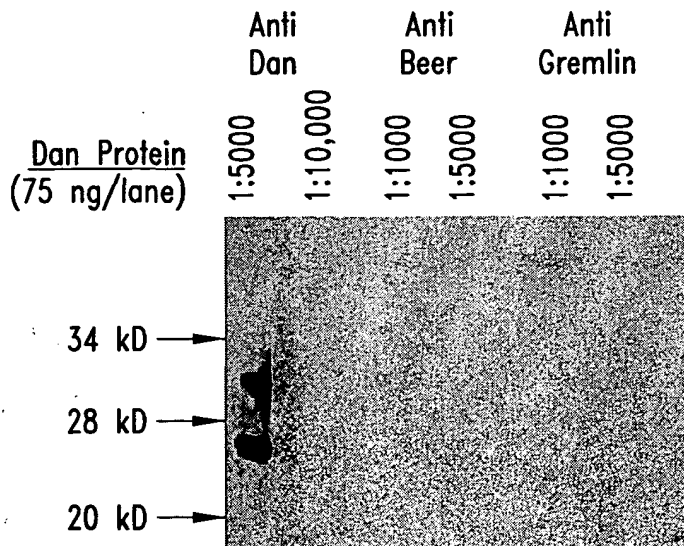 Anti Anti Anti
Dan Beer Gremlin
Dan Protein 1:5000 1:10,000 1:1000 1:5000 1:1000 1:5000
(75 ng/lane)
34 kD
28 kD
20 kD